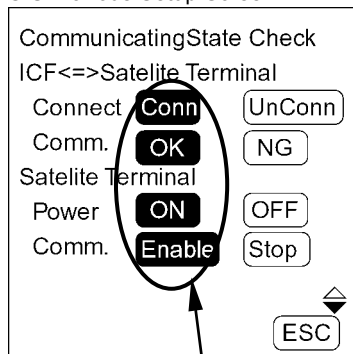 CommunicatingState Check
ICF<=>Satelite Terminal
Connect Conn UnConn
Comm. OK NG
Satelite Terminal
Power ON OFF
Comm. Enable Stop
ESC